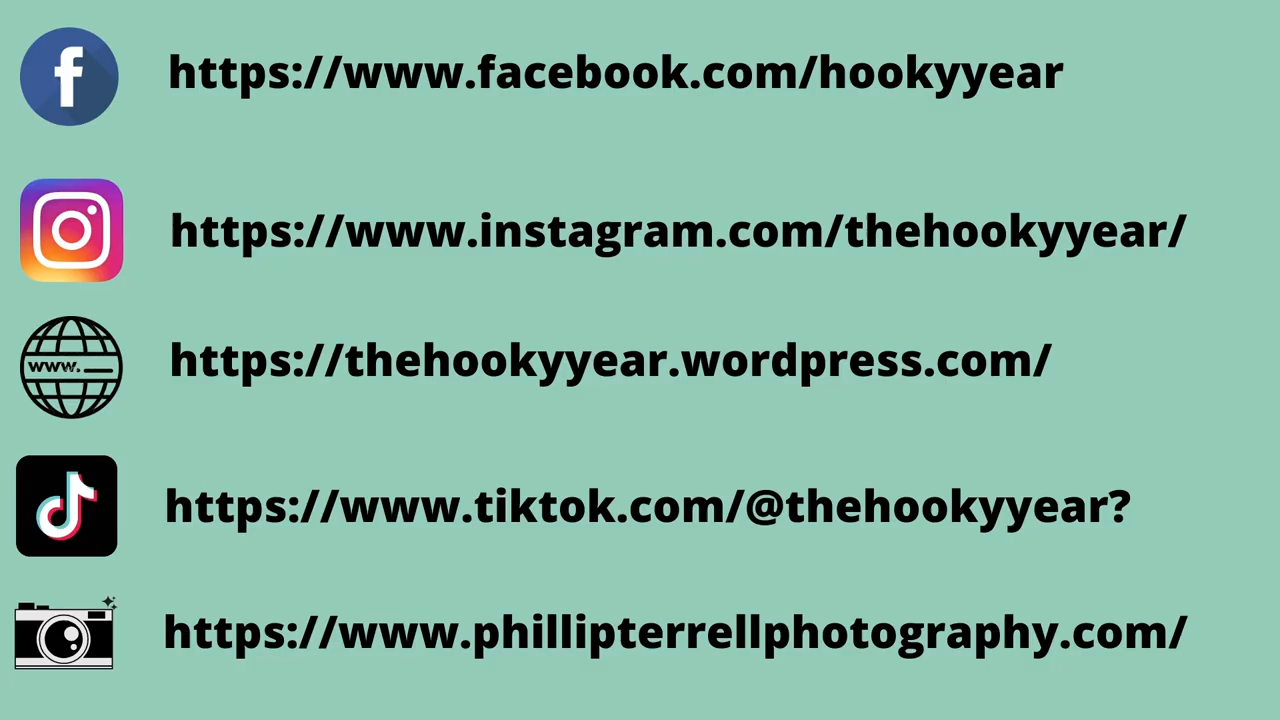 https://www.facebook.com/hookyyear
https://www.instagram.com/thehookyyear/
https://thehookyyear.wordpress.com/
www.
https://www.tiktok.com/@thehookyyear?
https://www.phillipterrellphotography.com/